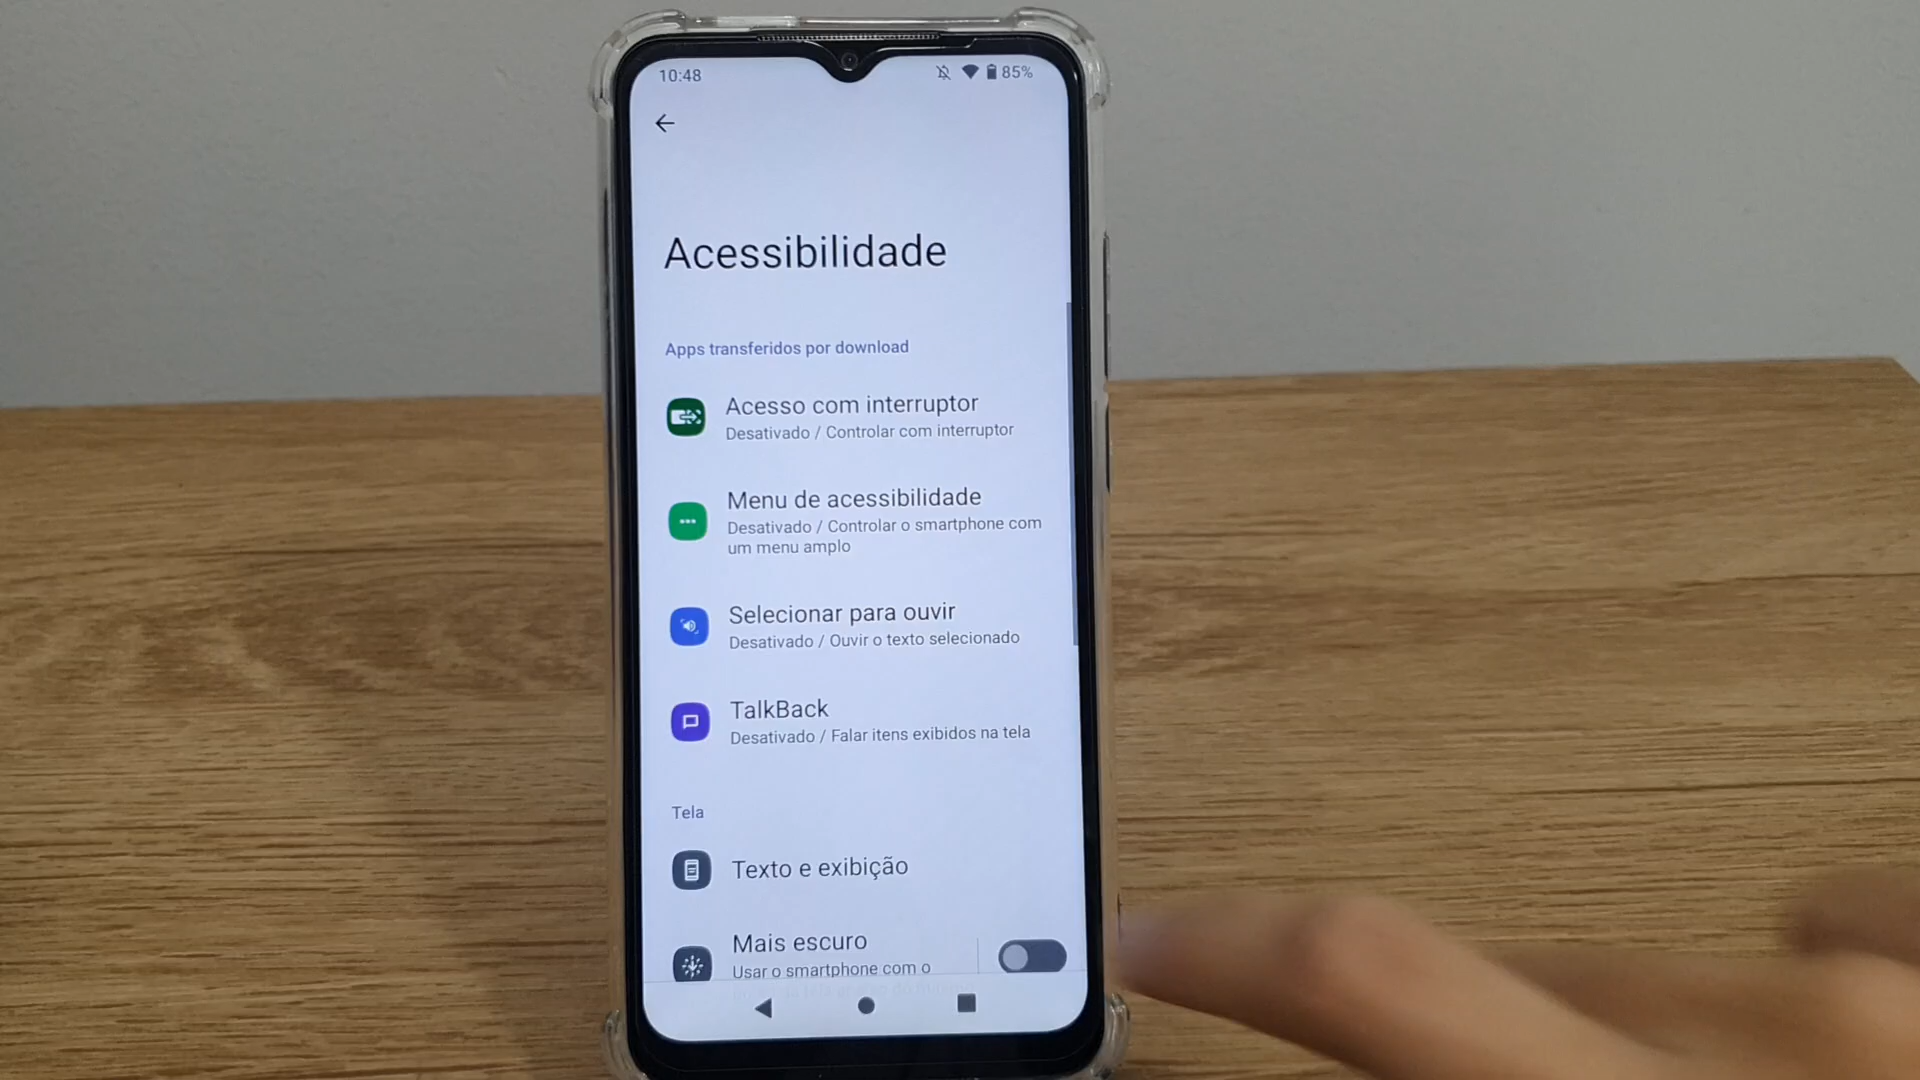 10:48
85%
Acessibilidade
Apps transferidos por download
Acesso com interruptor
Desativado / Controlar com interruptor
Menu de acessibilidade
Desativado / Controlar o smartphone com
um menu amplo
Selecionar para ouvir
Desativado / Ouvir o texto selecionado
TalkBack
Desativado / Falar itens exibidos na tela
Tela
Texto e exibição
Mais escuro
Usar o smartphone com o